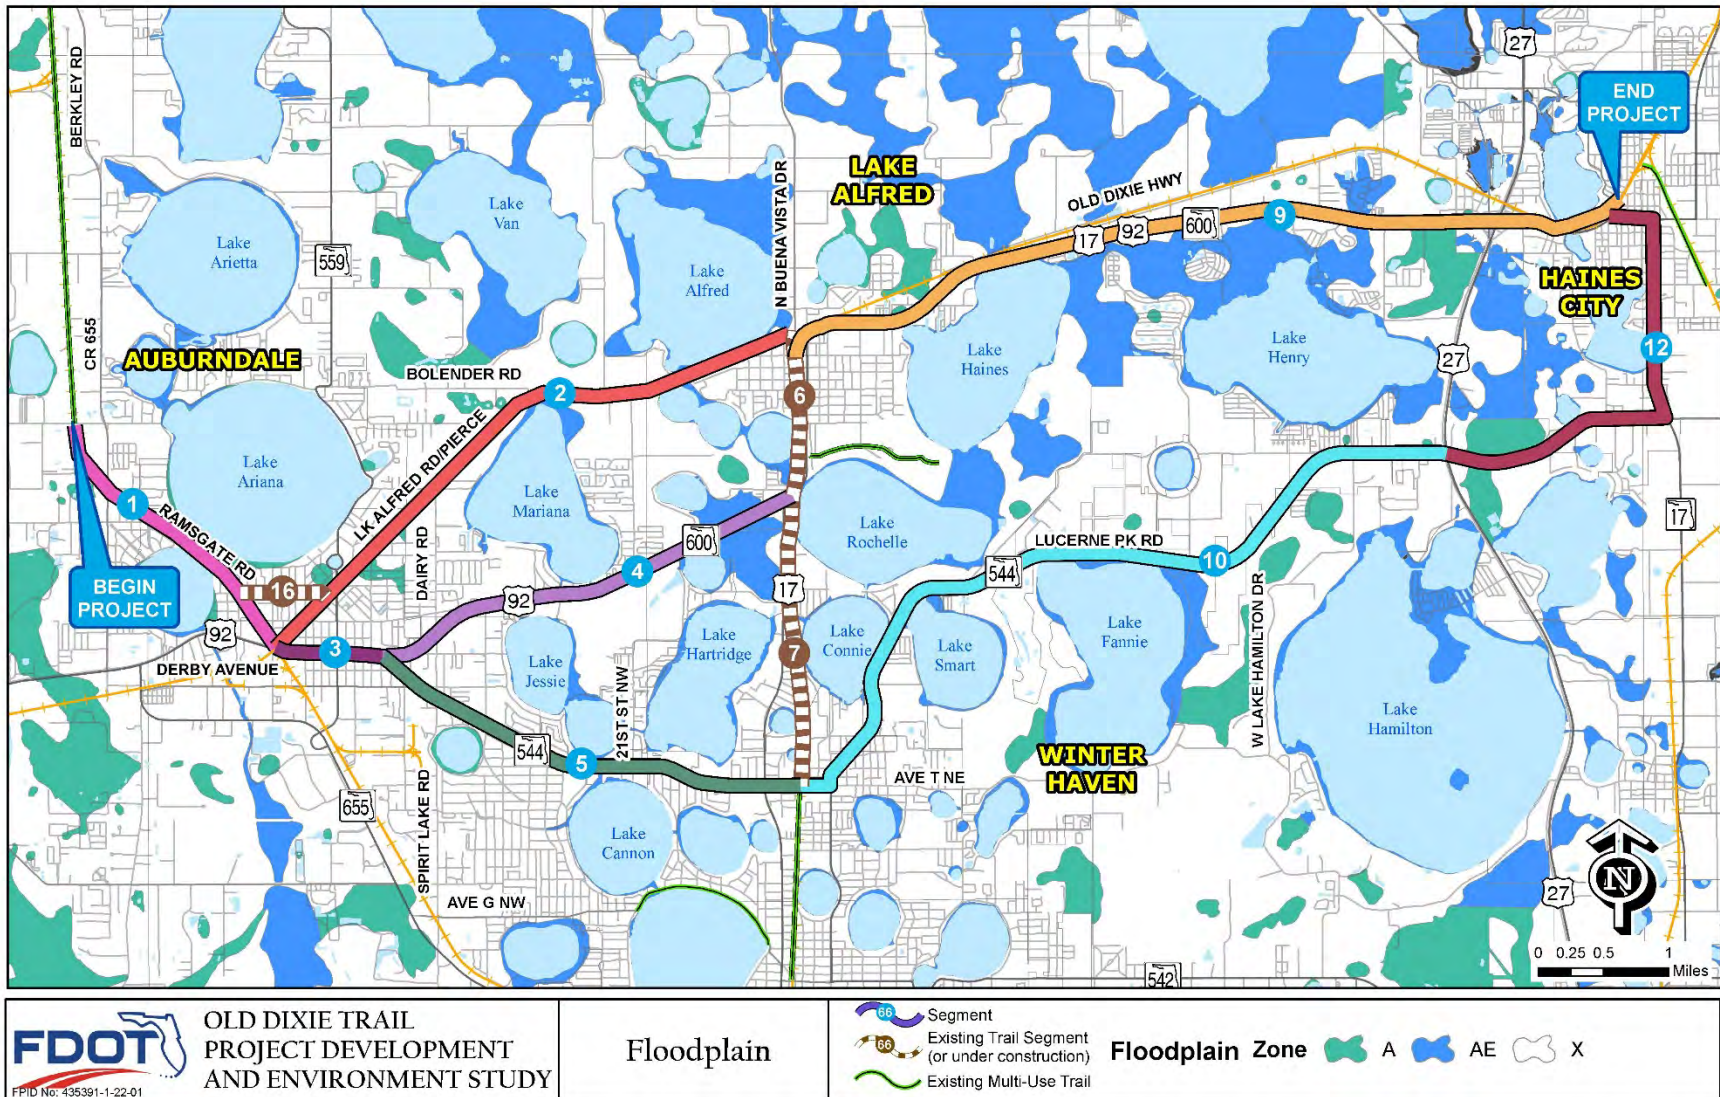 BERKLEY RD
27
END
PROJECT
LAKE
ALFRED
N BUENA VISTA DR
OLD DIXIE HWY
Lake
Van
Lake
Arietta
559
Lake
Alfred
17
92
600
9
HAINES
CITY
CR 655
AUBURNDALE
BOLENDER RD
2
6
Lake
Haines
Lake
Henry
27
12
LK ALFRED RD/PIERCE
Lake
Ariana
1
RAMSGATE RD
Lake
Mariana
Lake
Rochelle
600
LUCERNE PK RD
10
17
DAIRY RD
BEGIN
PROJECT
16
92
4
17
544
W LAKE HAMILTON DR
92
3
DERBY AVENUE
Lake
Hartridge
Lake
Connie
Lake
Smart
Lake
Fannie
7
Lake
Jessie
21ST ST NW
Lake
Hamilton
544
5
WINTER
HAVEN
AVE T NE
655
SPIRIT LAKE RD
Lake
Cannon
AVE G NW
27
N
542
0 0.25 0.5 1
Miles
FDOT
FPID No: 435391-1-22-01
OLD DIXIE TRAIL
PROJECT DEVELOPMENT
AND ENVIRONMENT STUDY
Floodplain
66 Segment
66 Existing Trail Segment
(or under construction)
Existing Multi-Use Trail
Floodplain Zone A AE X